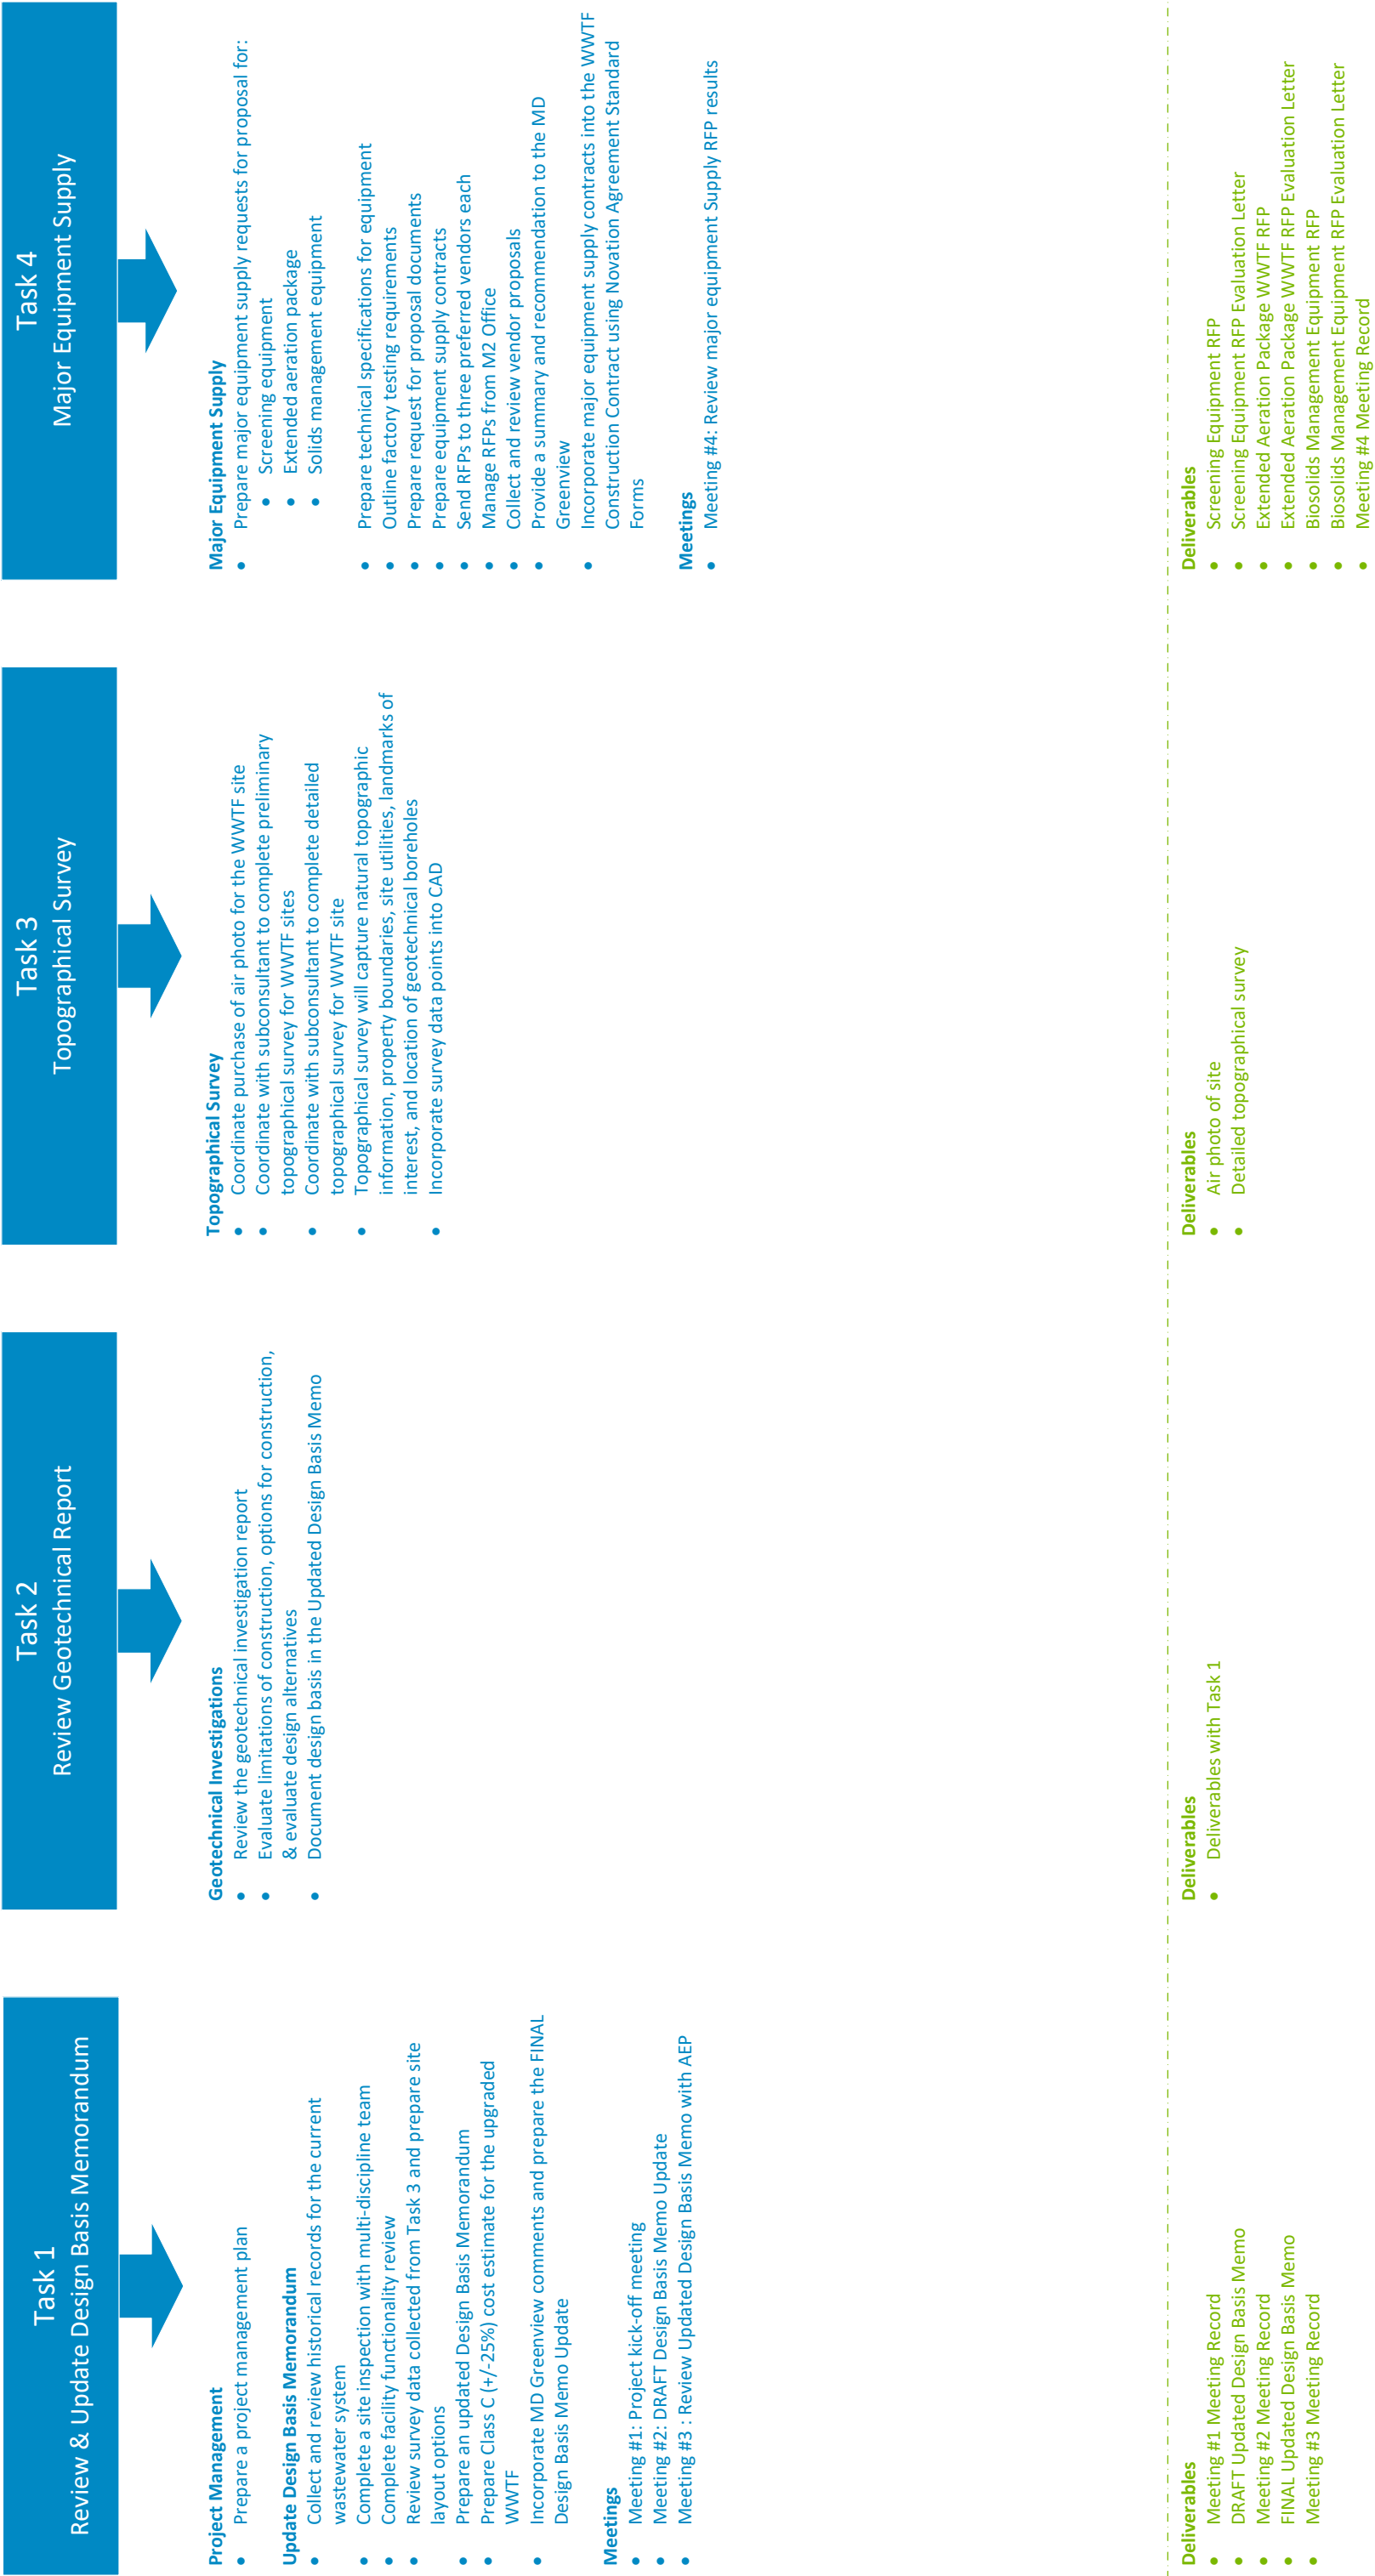 Task 1
Review & Update Design Basis Memorandum
Project Management
• Prepare a project management plan
Update Design Basis Memorandum
• Collect and review historical records for the current
wastewater system
• Complete a site inspection with multi-discipline team
• Complete facility functionality review
• Review survey data collected from Task 3 and prepare site
layout options
• Prepare an updated Design Basis Memorandum
• Prepare Class C (+/-25%) cost estimate for the upgraded
WWTF
• Incorporate MD Greenview comments and prepare the FINAL
Design Basis Memo Update
Meetings
• Meeting #1: Project kick-off meeting
• Meeting #2: DRAFT Design Basis Memo Update
• Meeting #3 : Review Updated Design Basis Memo with AEP
Deliverables
• Meeting #1 Meeting Record
• DRAFT Updated Design Basis Memo
• Meeting #2 Meeting Record
• FINAL Updated Design Basis Memo
• Meeting #3 Meeting Record
Task 2
Review Geotechnical Report
Geotechnical Investigations
• Review the geotechnical investigation report
• Evaluate limitations of construction, options for construction,
& evaluate design alternatives
• Document design basis in the Updated Design Basis Memo
Deliverables
• Deliverables with Task 1
Task 3
Topographical Survey
Topographical Survey
• Coordinate purchase of air photo for the WWTF site
• Coordinate with subconsultant to complete preliminary
topographical survey for WWTF sites
• Coordinate with subconsultant to complete detailed
topographical survey for WWTF site
• Topographical survey will capture natural topographic
information, property boundaries, site utilities, landmarks of
interest, and location of geotechnical boreholes
• Incorporate survey data points into CAD
Deliverables
• Air photo of site
• Detailed topographical survey
Task 4
Major Equipment Supply
Major Equipment Supply
• Prepare major equipment supply requests for proposal for:
• Screening equipment
• Extended aeration package
• Solids management equipment
• Prepare technical specifications for equipment
• Outline factory testing requirements
• Prepare request for proposal documents
• Prepare equipment supply contracts
• Send RFPs to three preferred vendors each
• Manage RFPs from M2 Office
• Collect and review vendor proposals
• Provide a summary and recommendation to the MD
Greenview
• Incorporate major equipment supply contracts into the WWTF
Construction Contract using Novation Agreement Standard
Forms
Meetings
• Meeting #4: Review major equipment Supply RFP results
Deliverables
• Screening Equipment RFP
• Screening Equipment RFP Evaluation Letter
• Extended Aeration Package WWTF RFP
• Extended Aeration Package WWTF RFP Evaluation Letter
• Biosolids Management Equipment RFP
• Biosolids Management Equipment RFP Evaluation Letter
• Meeting #4 Meeting Record